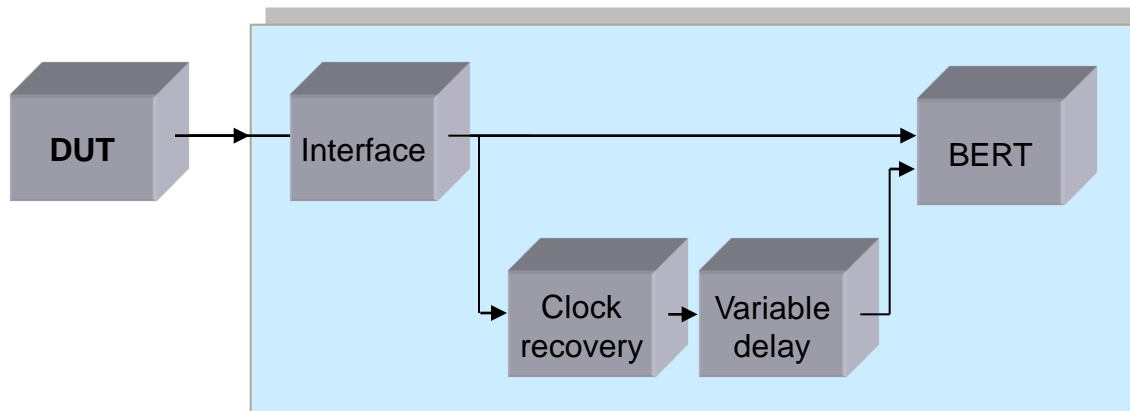 DUT
Interface
BERT
Clock
recovery
Variable
delay